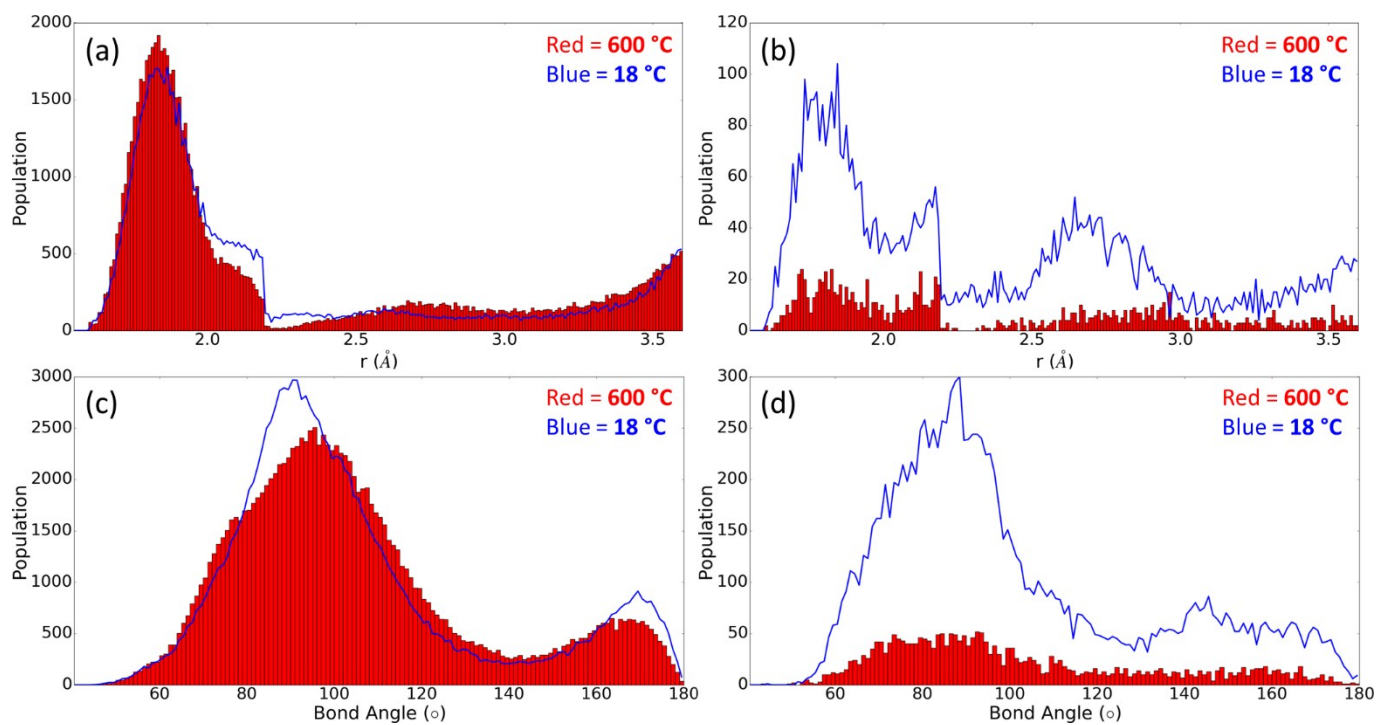 (a)
Red = 600 °C
Blue = 18 °C
Population
2000
1500
1000
500
0
2.0 2.5 3.0 3.5
r (Å)
(b)
Red = 600 °C
Blue = 18 °C
Population
120
100
80
60
40
20
0
2.0 2.5 3.0 3.5
r (Å)
(c)
Red = 600 °C
Blue = 18 °C
Population
3000
2500
2000
1500
1000
500
0
60 80 100 120 140 160 180
Bond Angle (○)
(d)
Red = 600 °C
Blue = 18 °C
Population
300
250
200
150
100
50
0
60 80 100 120 140 160 180
Bond Angle (○)